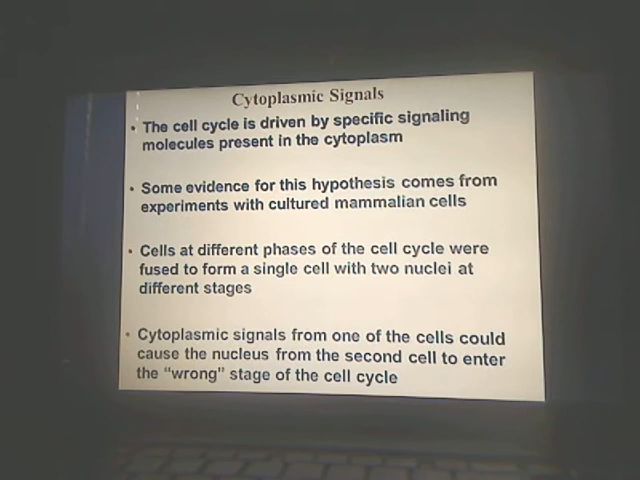 Cytoplasmic Signals
• The cell cycle is driven by specific signaling
molecules present in the cytoplasm
• Some evidence for this hypothesis comes from
experiments with cultured mammalian cells
• Cells at different phases of the cell cycle were
fused to form a single cell with two nuclei at
different stages
• Cytoplasmic signals from one of the cells could
cause the nucleus from the second cell to enter
the “wrong” stage of the cell cycle